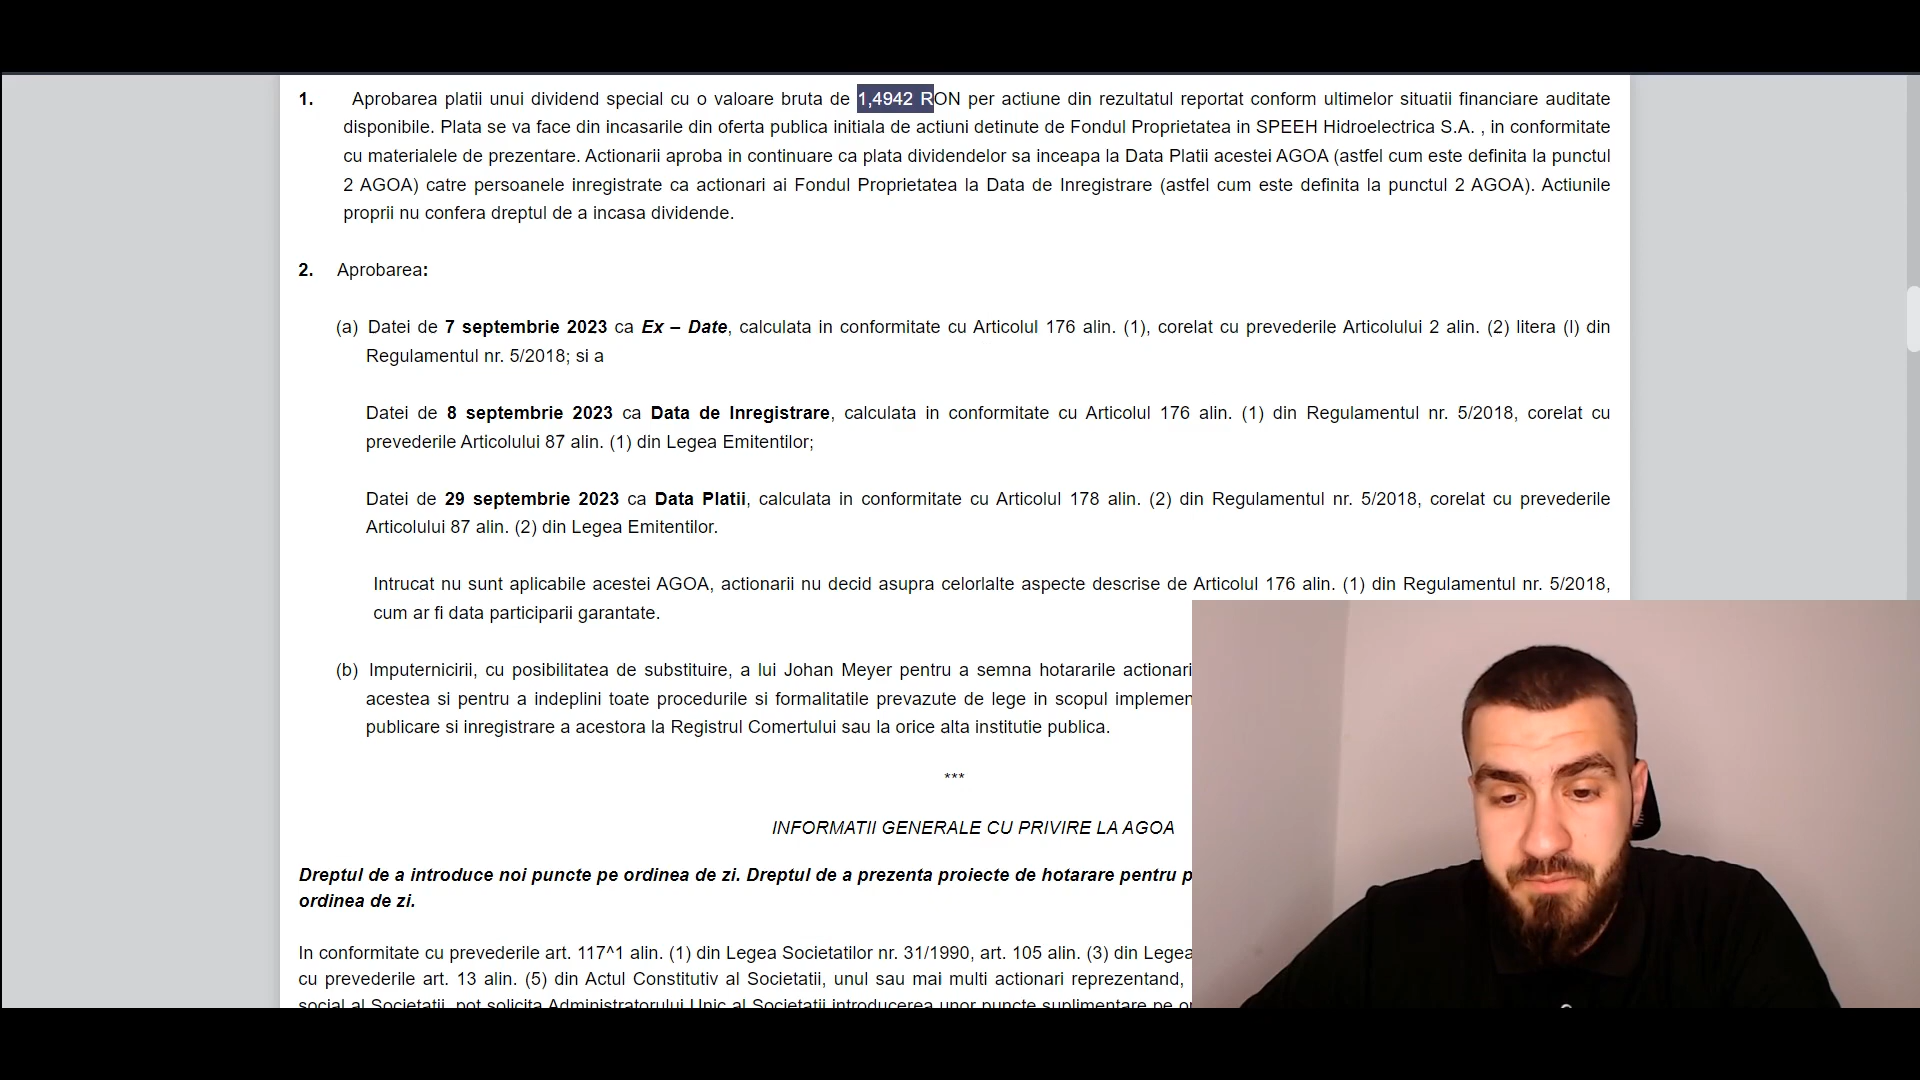 1. Aprobarea platii unui dividend special cu o valoare bruta de 1,4942 RON per actiune din rezultatul reportat conform ultimelor situatii financiare auditate
disponibile. Plata se va face din incasarile din oferta publica initiala de actiuni detinute de Fondul Proprietatea in SPEEH Hidroelectrica S.A. , in conformitate
cu materialele de prezentare. Actionarii aproba in continuare ca plata dividendelor sa inceapa la Data Platii acestei AGOA (astfel cum este definita la punctul
2 AGOA) catre persoanele inregistrate ca actionari ai Fondul Proprietatea la Data de Inregistrare (astfel cum este definita la punctul 2 AGOA). Actiunile
proprii nu confera dreptul de a incasa dividende.
2. Aprobarea:
(a) Datei de 7 septembrie 2023 ca Ex – Date, calculata in conformitate cu Articolul 176 alin. (1), corelat cu prevederile Articolului 2 alin. (2) litera (l) din
Regulamentul nr. 5/2018; si a
Datei de 8 septembrie 2023 ca Data de Inregistrare, calculata in conformitate cu Articolul 176 alin. (1) din Regulamentul nr. 5/2018, corelat cu
prevederile Articolului 87 alin. (1) din Legea Emitentilor;
Datei de 29 septembrie 2023 ca Data Platii, calculata in conformitate cu Articolul 178 alin. (2) din Regulamentul nr. 5/2018, corelat cu prevederile
Articolului 87 alin. (2) din Legea Emitentilor.
Intrucat nu sunt aplicabile acestei AGOA, actionarii nu decid asupra celorlalte aspecte descrise de Articolul 176 alin. (1) din Regulamentul nr. 5/2018,
cum ar fi data participarii garantate.
(b) Imputernicirii, cu posibilitatea de substituire, a lui Johan Meyer pentru a semna hotararile actionari
acestea si pentru a indeplini toate procedurile si formalitatile prevazute de lege in scopul implemen
publicare si inregistrare a acestora la Registrul Comertului sau la orice alta institutie publica.
***
INFORMATII GENERALE CU PRIVIRE LA AGOA
Dreptul de a introduce noi puncte pe ordinea de zi. Dreptul de a prezenta proiecte de hotarare pentru p
ordinea de zi.
In conformitate cu prevederile art. 117^1 alin. (1) din Legea Societatilor nr. 31/1990, art. 105 alin. (3) din Legea
cu prevederile art. 13 alin. (5) din Actul Constitutiv al Societatii, unul sau mai multi actionari reprezentand,
social al Societatii, pot solicita Administratorului Unic al Societatii introducerea unor puncte suplimentare pe o